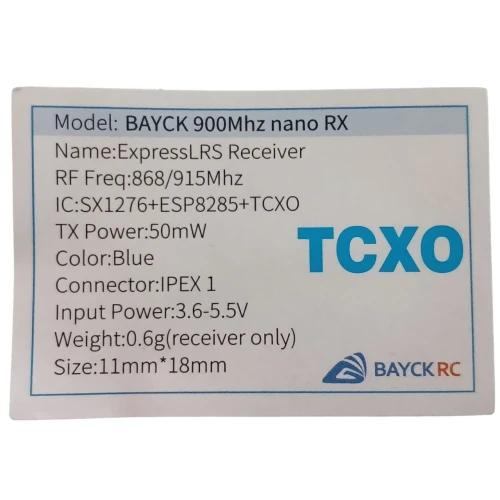 Model: BAYCK 900Mhz nano RX
Name:ExpressLRS Receiver
RF Freq:868/915Mhz
IC:SX1276+ESP8285+TCXO
TX Power:50mW
Color:Blue
Connector:IPEX 1
Input Power:3.6-5.5V
Weight:0.6g(receiver only)
Size:11mm*18mm
TCXO
BAYCKRC